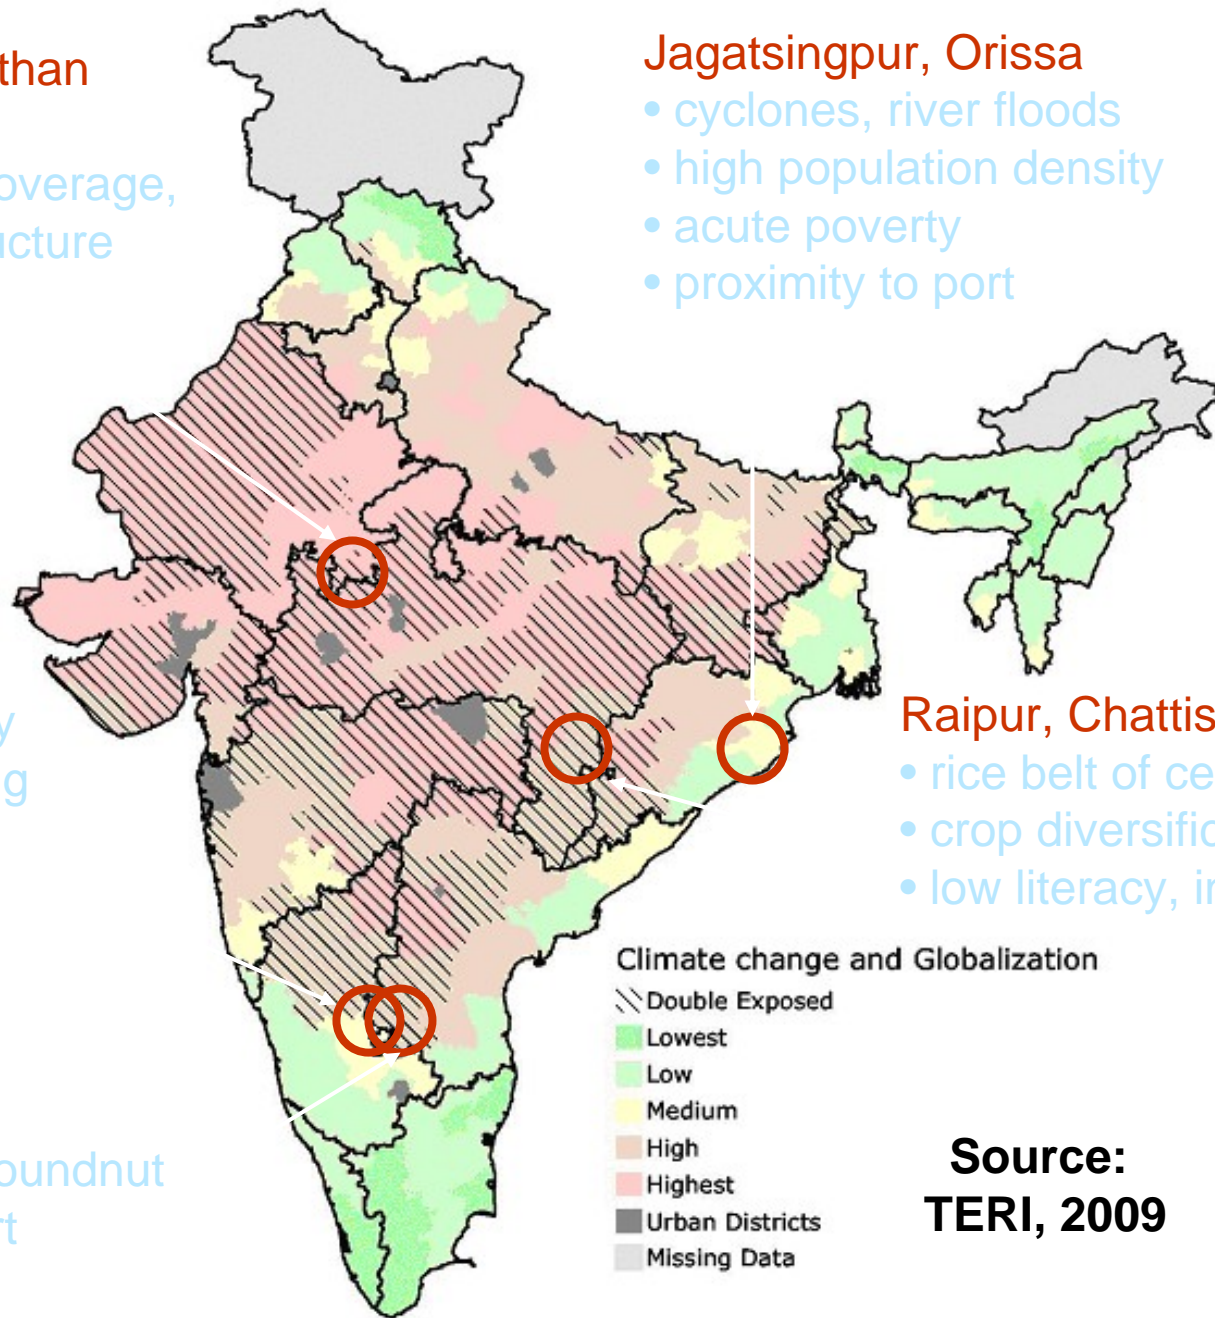 than
overage,
ucture
Jagatsingpur, Orissa
• cyclones, river floods
• high population density
• acute poverty
• proximity to port
y
g
Raipur, Chattis
• rice belt of ce
• crop diversific
• low literacy, i
oundnut
rt
Climate change and Globalization
Double Exposed
Lowest
Low
Medium
High
Highest
Urban Districts
Missing Data
Source:
TERI, 2009